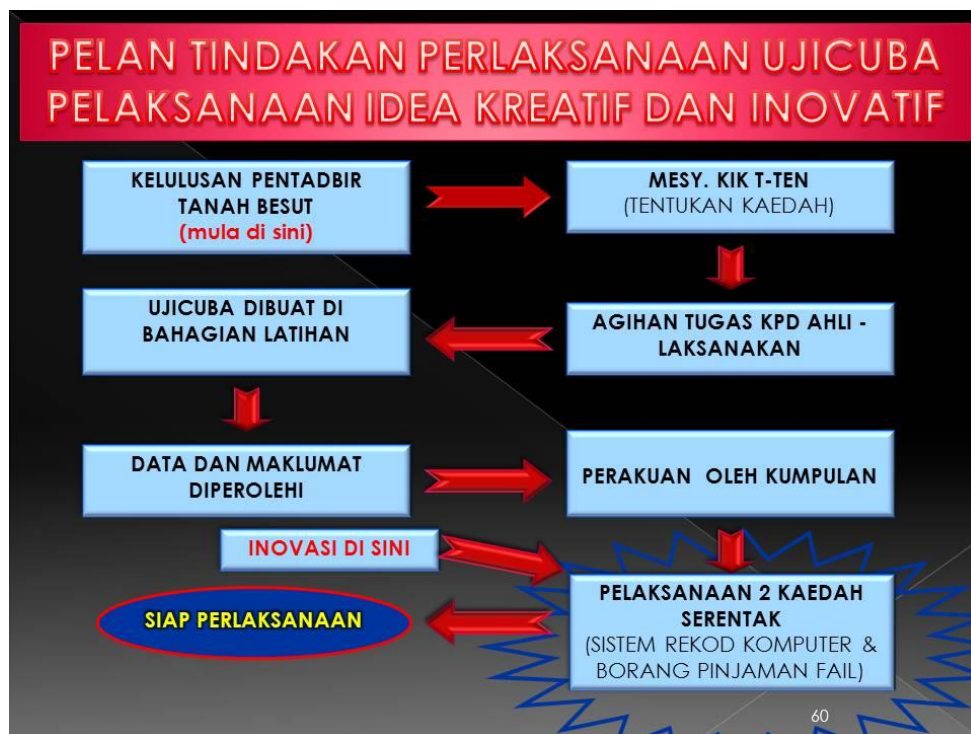 PELAN TINDAKAN PERLAKSANAAN UJICUBA
PELAKSANAAN IDEA KREATIF DAN INOVATIF
KELULUSAN PENTADBIR
TANAH BESUT
(mula di sini)
MESY. KIK T-TEN
(TENTUKAN KAEDAH)
AGIHAN TUGAS KPD AHLI -
LAKSANAKAN
UJICUBA DIBUAT DI
BAHAGIAN LATIHAN
DATA DAN MAKLUMAT
DIPEROLEHI
PERAKUAN OLEH KUMPULAN
INOVASI DI SINI
PELAKSANAAN 2 KAEDAH
SERENTAK
(SISTEM REKOD KOMPUTER &
BORANG PINJAMAN FAIL)
SIAP PERLAKSANAAN
60